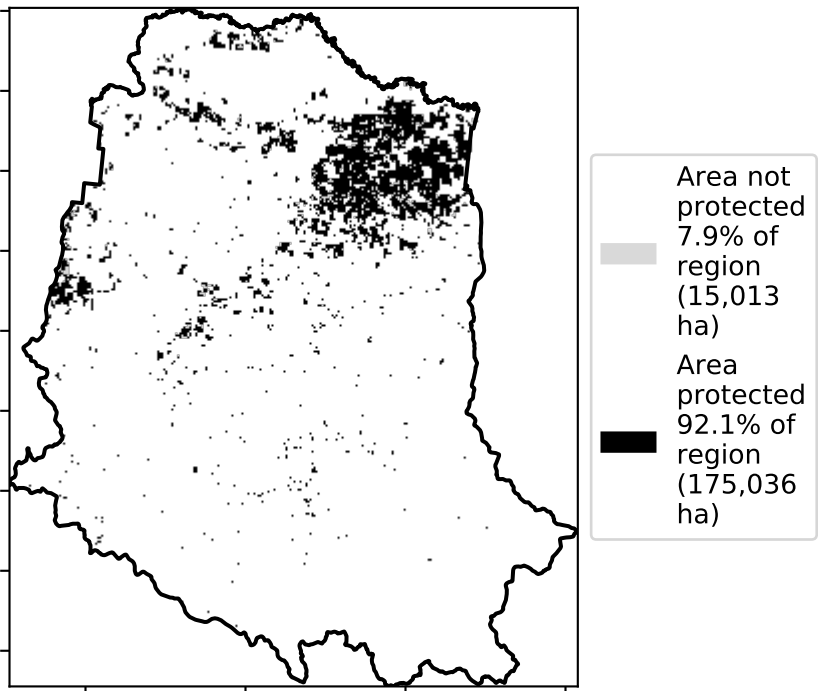 Area not
protected
7.9% of
region
(15,013
ha)
Area
protected
92.1% of
region
(175,036
ha)